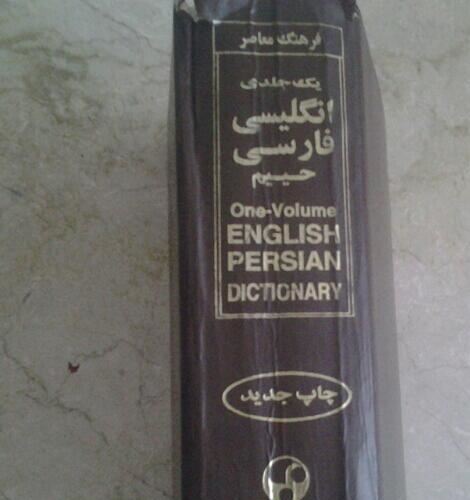 فرهنگ معاصر
یک جلدی
انگلیسی
فارسی
حییم
One-Volume
ENGLISH
PERSIAN
DICTIONARY
چاپ جدید